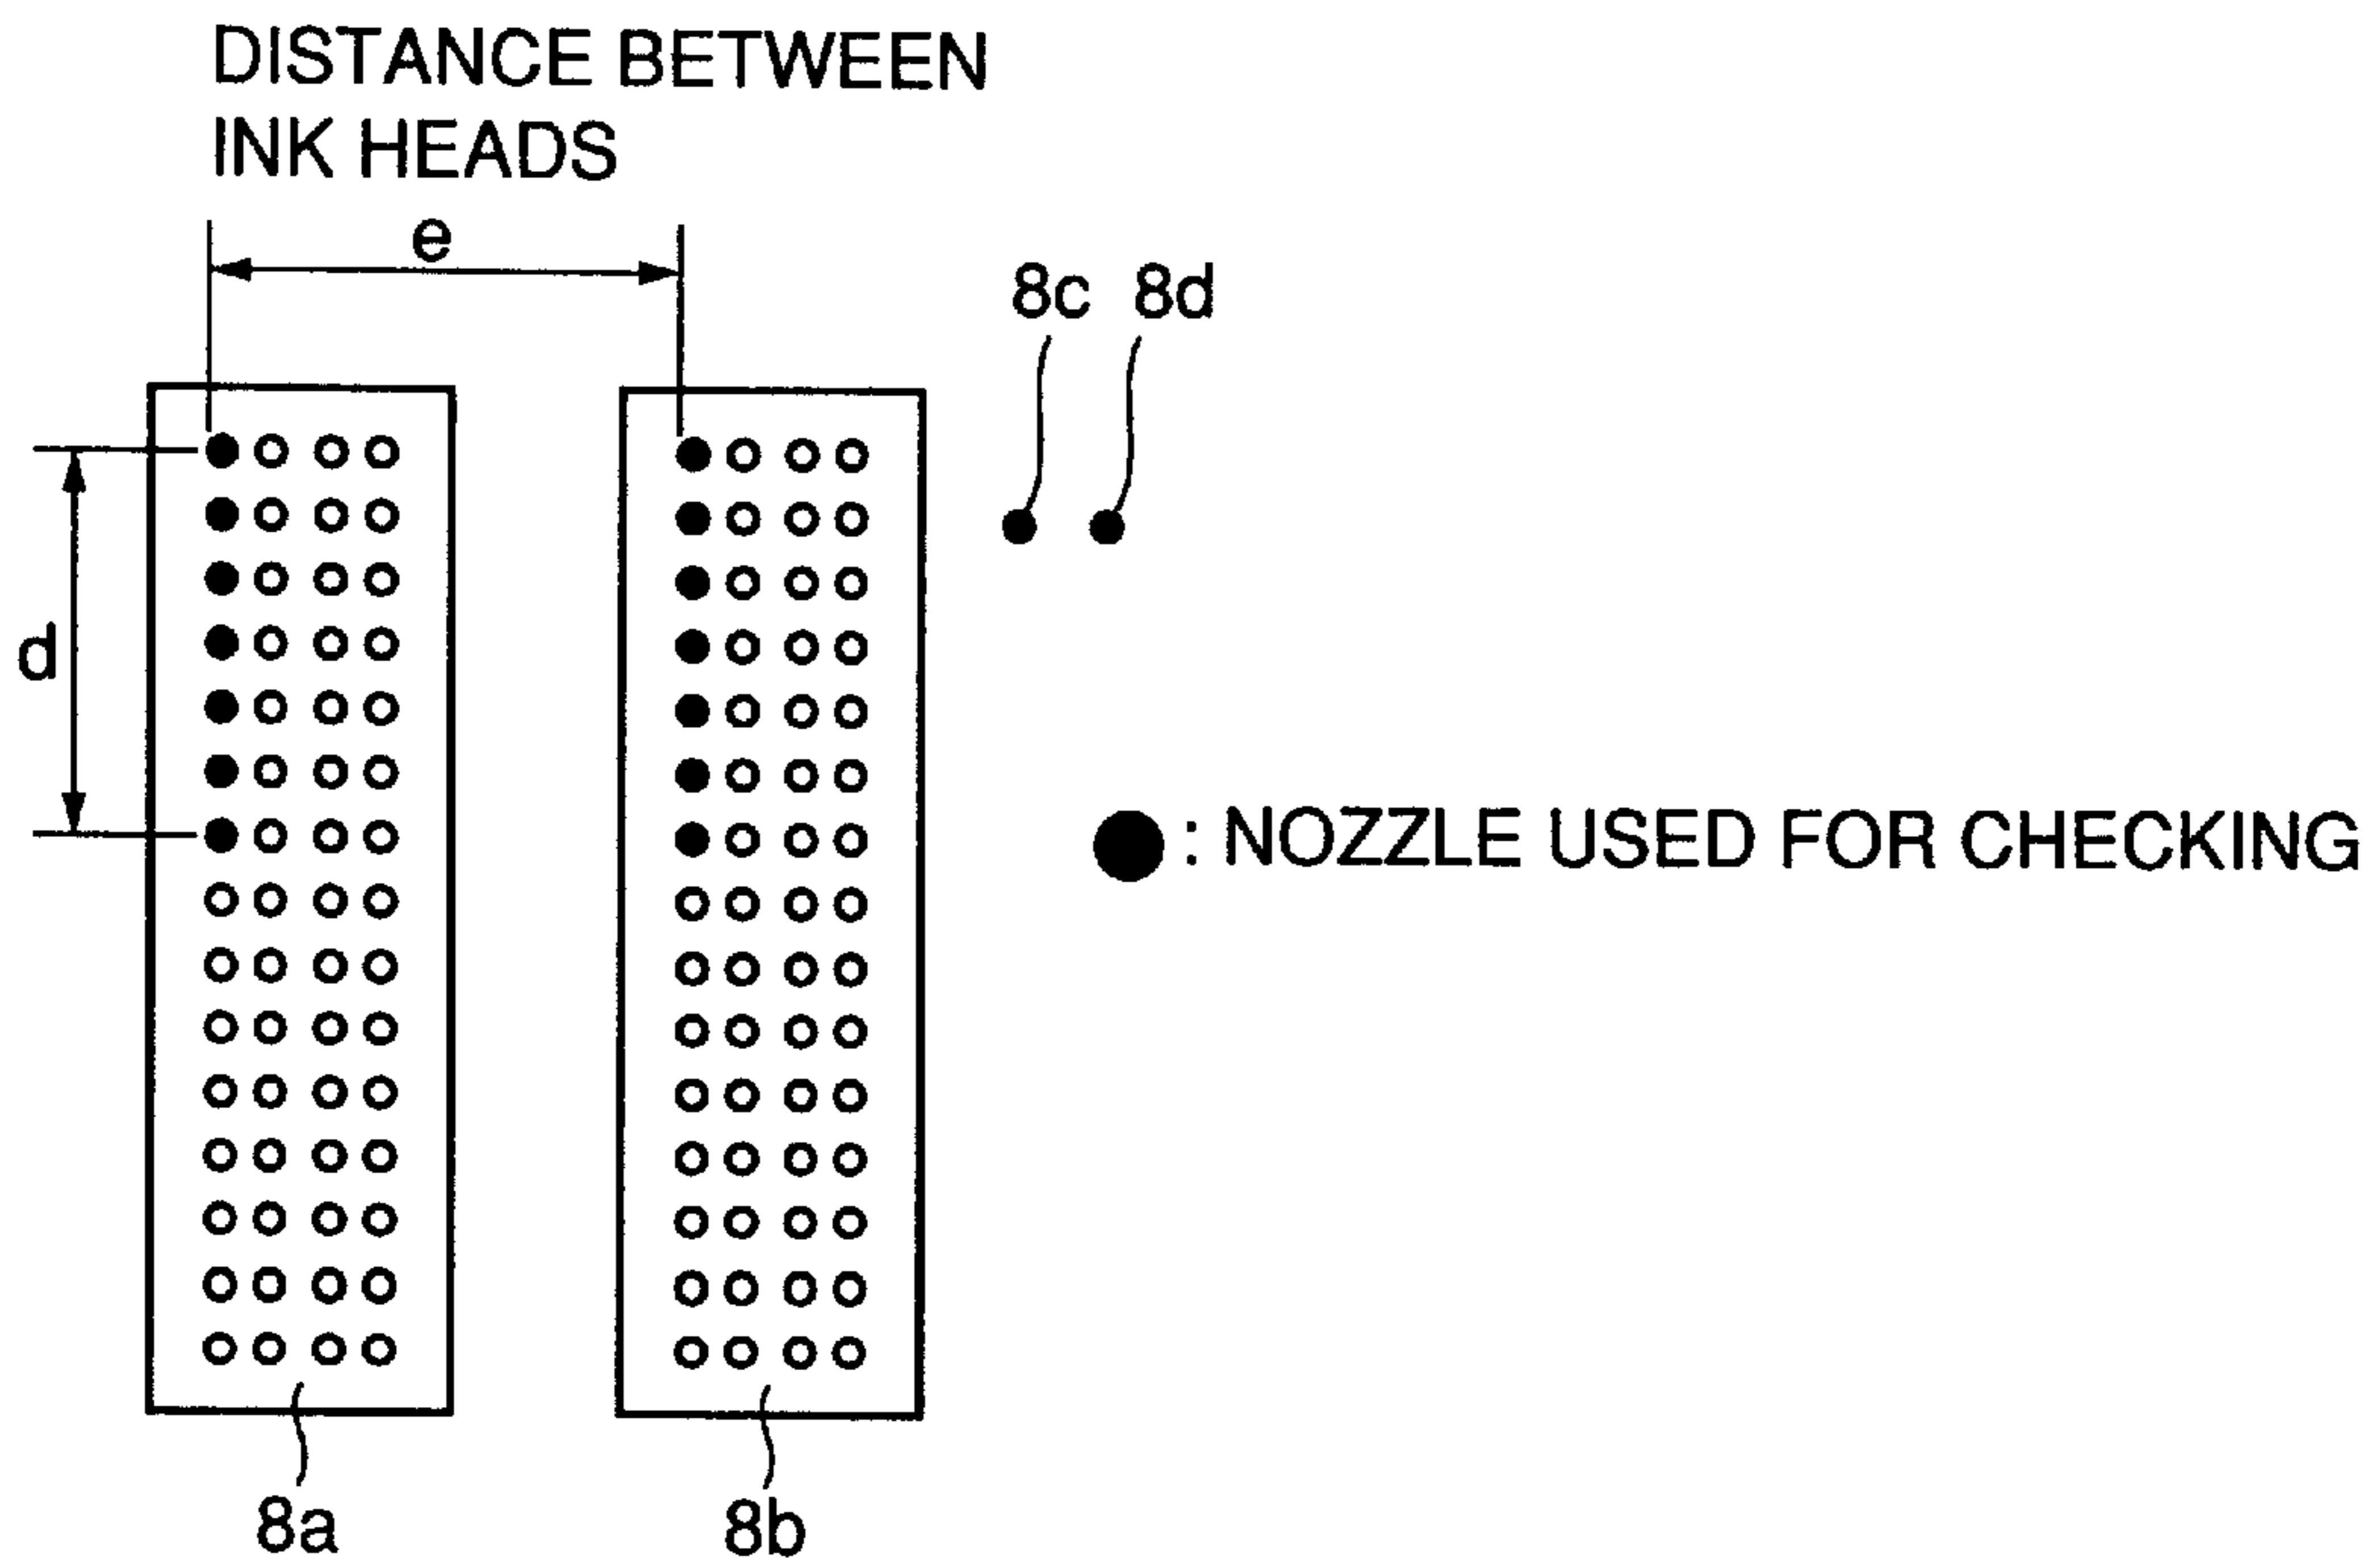 DISTANCE BETWEEN
INK HEADS
e
8c 8d
d
: NOZZLE USED FOR CHECKING
8a 8b